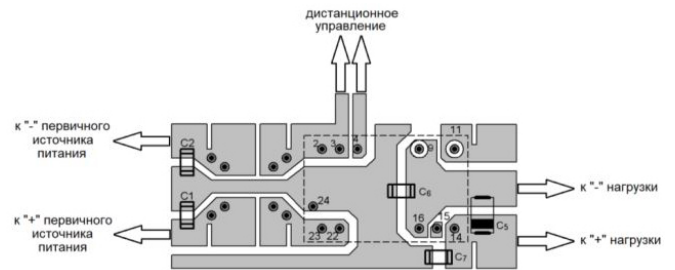 дистанционное
управление
к "-" первичного
источника
питания
C2
2
3
4
9
11
C1
24
C6
к "-" нагрузки
к "+" первичного
источника
питания
23
22
16
15
14
C5
к "+" нагрузки
C7